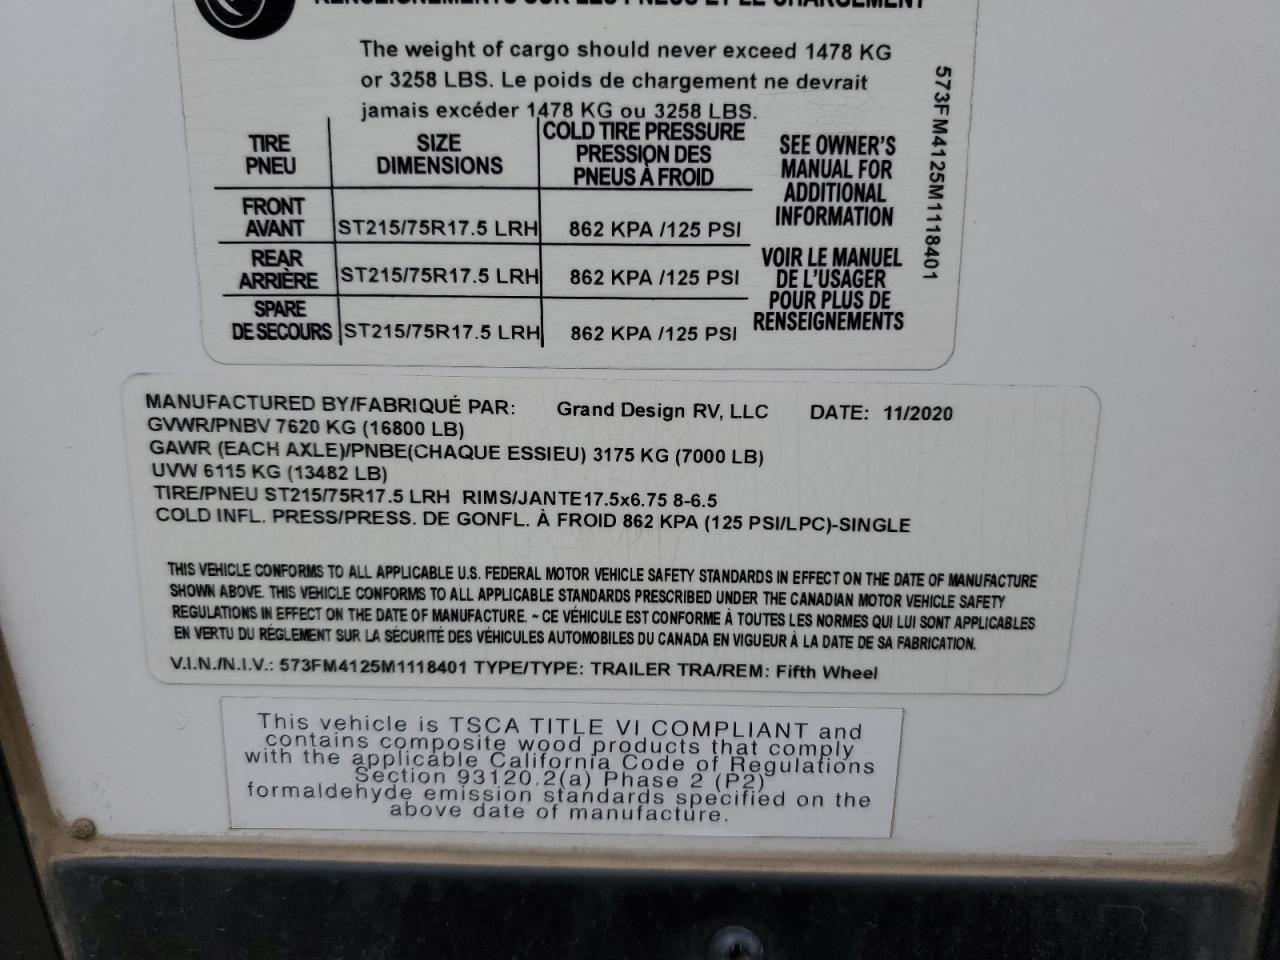 RENSEIGNEMENTS SUR LES PNEUS ET LE CHARGEMENT
The weight of cargo should never exceed 1478 KG
or 3258 LBS. Le poids de chargement ne devrait
jamais excéder 1478 KG ou 3258 LBS.
TIRE
PNEU
SIZE
DIMENSIONS
COLD TIRE PRESSURE
PRESSION DES
PNEUS À FROID
FRONT
AVANT
ST215/75R17.5 LRH
862 KPA /125 PSI
REAR
ARRIÈRE
ST215/75R17.5 LRH
862 KPA /125 PSI
SPARE
DE SECOURS
ST215/75R17.5 LRH
862 KPA /125 PSI
SEE OWNER'S
MANUAL FOR
ADDITIONAL
INFORMATION
VOIR LE MANUEL
DE L'USAGER
POUR PLUS DE
RENSEIGNEMENTS
573FM4125M1118401
MANUFACTURED BY/FABRIQUÉ PAR: Grand Design RV, LLC DATE: 11/2020
GVWR/PNBV 7620 KG (16800 LB)
GAWR (EACH AXLE)/PNBE(CHAQUE ESSIEU) 3175 KG (7000 LB)
UVW 6115 KG (13482 LB)
TIRE/PNEU ST215/75R17.5 LRH RIMS/JANTE17.5x6.75 8-6.5
COLD INFL. PRESS/PRESS. DE GONFL. À FROID 862 KPA (125 PSI/LPC)-SINGLE
THIS VEHICLE CONFORMS TO ALL APPLICABLE U.S. FEDERAL MOTOR VEHICLE SAFETY STANDARDS IN EFFECT ON THE DATE OF MANUFACTURE
SHOWN ABOVE. THIS VEHICLE CONFORMS TO ALL APPLICABLE STANDARDS PRESCRIBED UNDER THE CANADIAN MOTOR VEHICLE SAFETY
REGULATIONS IN EFFECT ON THE DATE OF MANUFACTURE. ~ CE VÉHICULE EST CONFORME À TOUTES LES NORMES QUI LUI SONT APPLICABLES
EN VERTU DU RÉGLEMENT SUR LA SÉCURITÉ DES VÉHICULES AUTOMOBILES DU CANADA EN VIGUEUR À LA DATE DE SA FABRICATION.
V.I.N./N.I.V.: 573FM4125M1118401 TYPE/TYPE: TRAILER TRA/REM: Fifth Wheel
This vehicle is TSCA TITLE VI COMPLIANT and
contains composite wood products that comply
with the applicable California Code of Regulations
Section 93120.2(a) Phase 2 (P2)
formaldehyde emission standards specified on the
above date of manufacture.